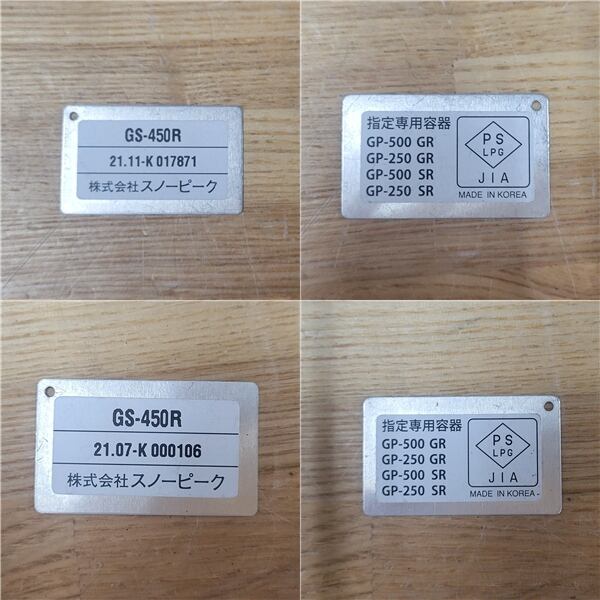 GS-450R
21.11-K 017871
株式会社スノーピーク
指定専用容器
GP-500 GR
GP-250 GR
GP-500 SR
GP-250 SR
PS
LPG
JIA
MADE IN KOREA
GS-450R
21.07-K 000106
株式会社スノーピーク
指定専用容器
GP-500 GR
GP-250 GR
GP-500 SR
GP-250 SR
PS
LPG
JIA
MADE IN KOREA